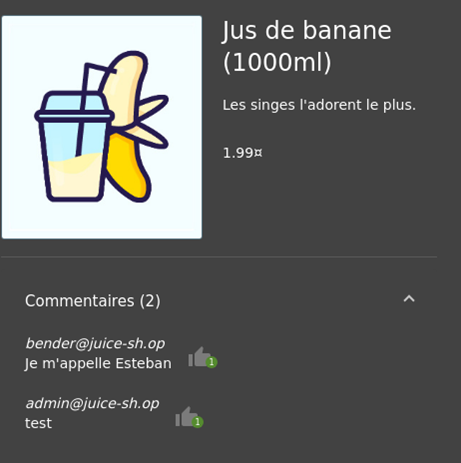 Jus de banane
(1000ml)
Les singes l'adorent le plus.
1.99¤
Commentaires (2)
bender@juice-sh.op
Je m'appelle Esteban
1
admin@juice-sh.op
test
1